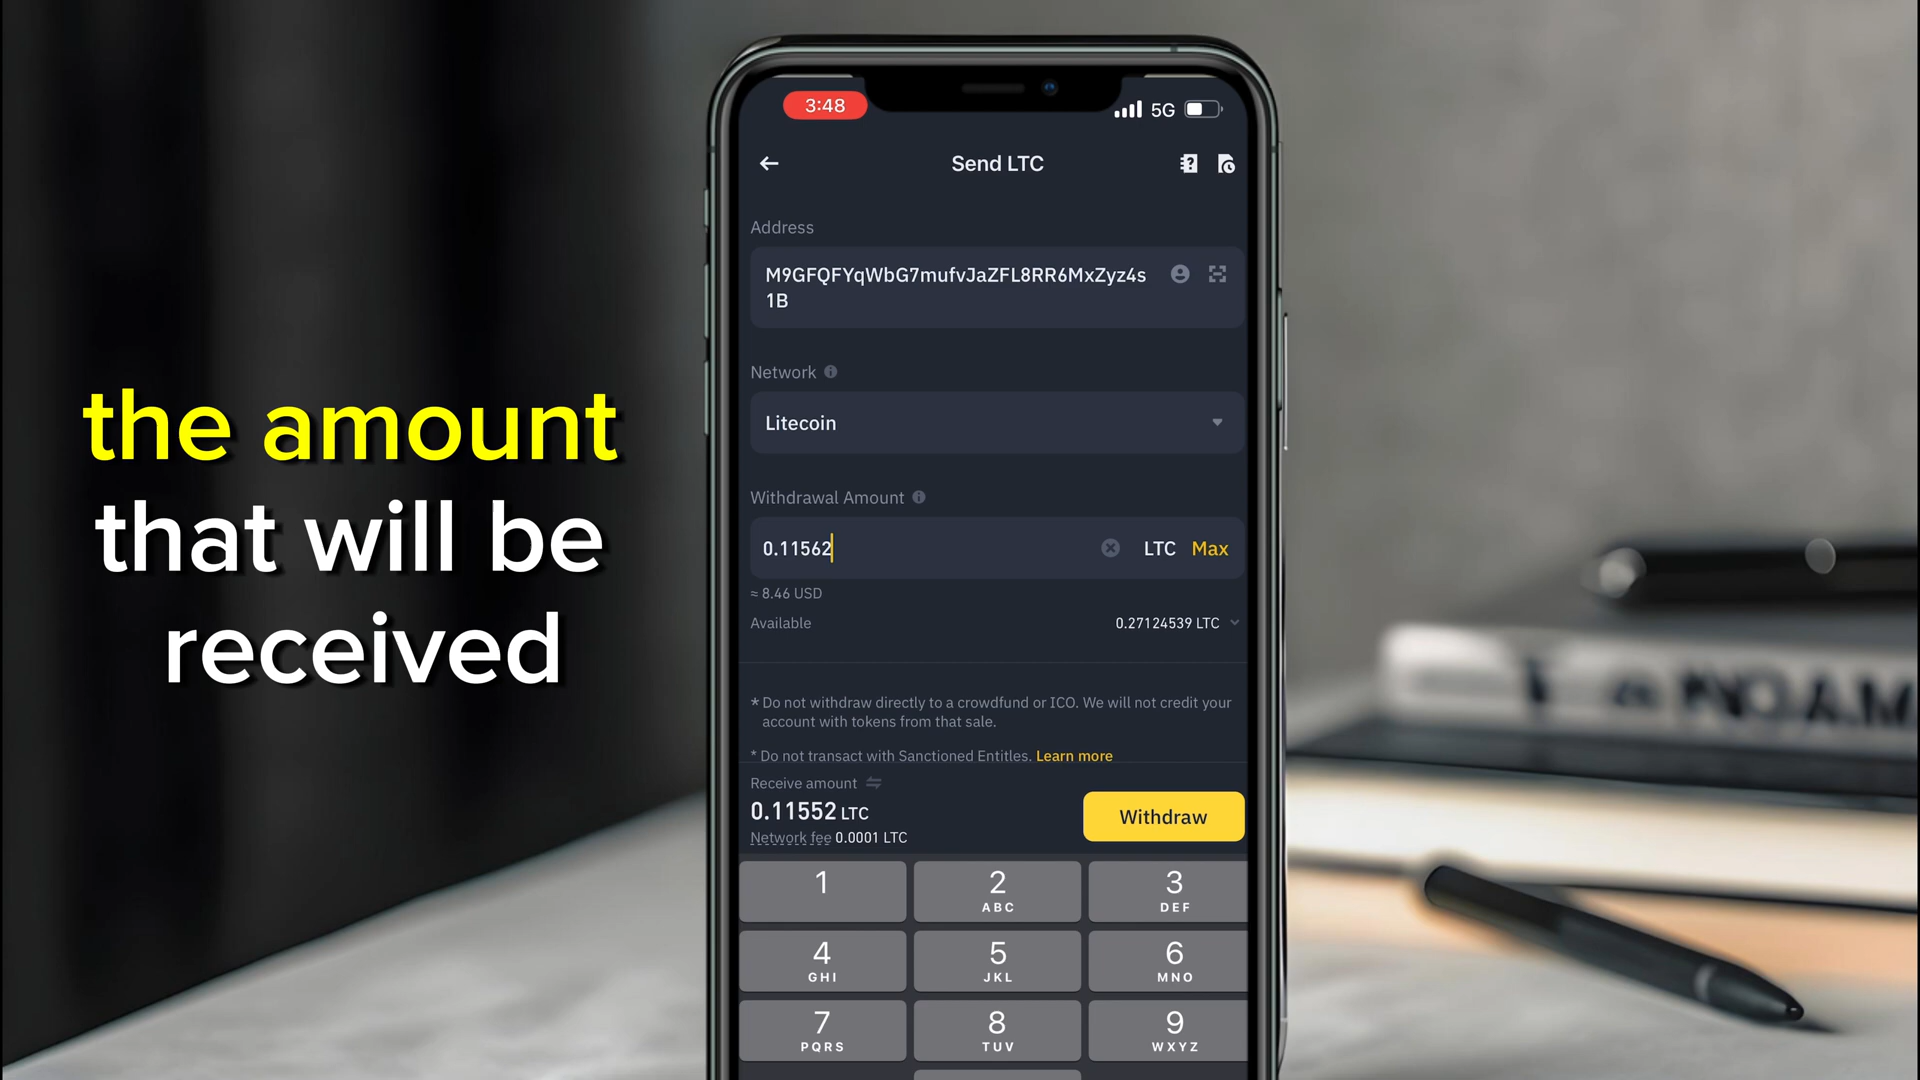 the amount
that will be
received
3:48
5G
Send LTC
Address
M9GFQFYqWbG7mufvJaZFL8RR6MxZyz4s
1B
Network
Litecoin
Withdrawal Amount
0.11562
LTC Max
≈ 8.46 USD
Available
0.27124539 LTC
* Do not withdraw directly to a crowdfund or ICO. We will not credit your
account with tokens from that sale.
* Do not transact with Sanctioned Entitles. Learn more
Receive amount
0.11552 LTC
Network fee 0.0001 LTC
Withdraw
1
2
ABC
3
DEF
4
GHI
5
JKL
6
MNO
7
PQRS
8
TUV
9
WXYZ